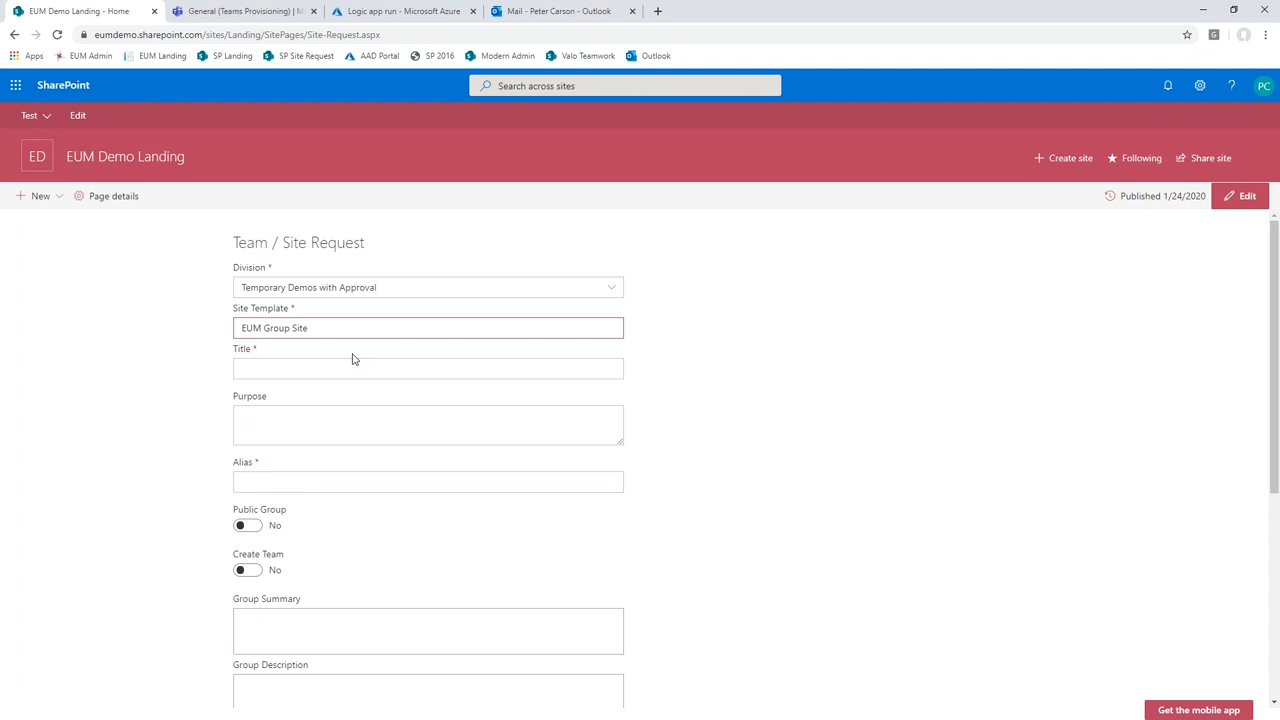 EUM Demo Landing - Home
General (Teams Provisioning) | M
Logic app run - Microsoft Azure
Mail - Peter Carson - Outlook
eumdemo.sharepoint.com/sites/Landing/SitePages/Site-Request.aspx
G
Apps
EUM Admin
EUM Landing
SP Landing
SP Site Request
AAD Portal
SP 2016
Modern Admin
Valo Teamwork
Outlook
SharePoint
Search across sites
?
PC
Test
Edit
ED
EUM Demo Landing
Create site
Following
Share site
New
Page details
Published 1/24/2020
Edit
Team / Site Request
Division *
Temporary Demos with Approval
Site Template *
EUM Group Site
Title *
Purpose
Alias *
Public Group
No
Create Team
No
Group Summary
Group Description
Get the mobile app